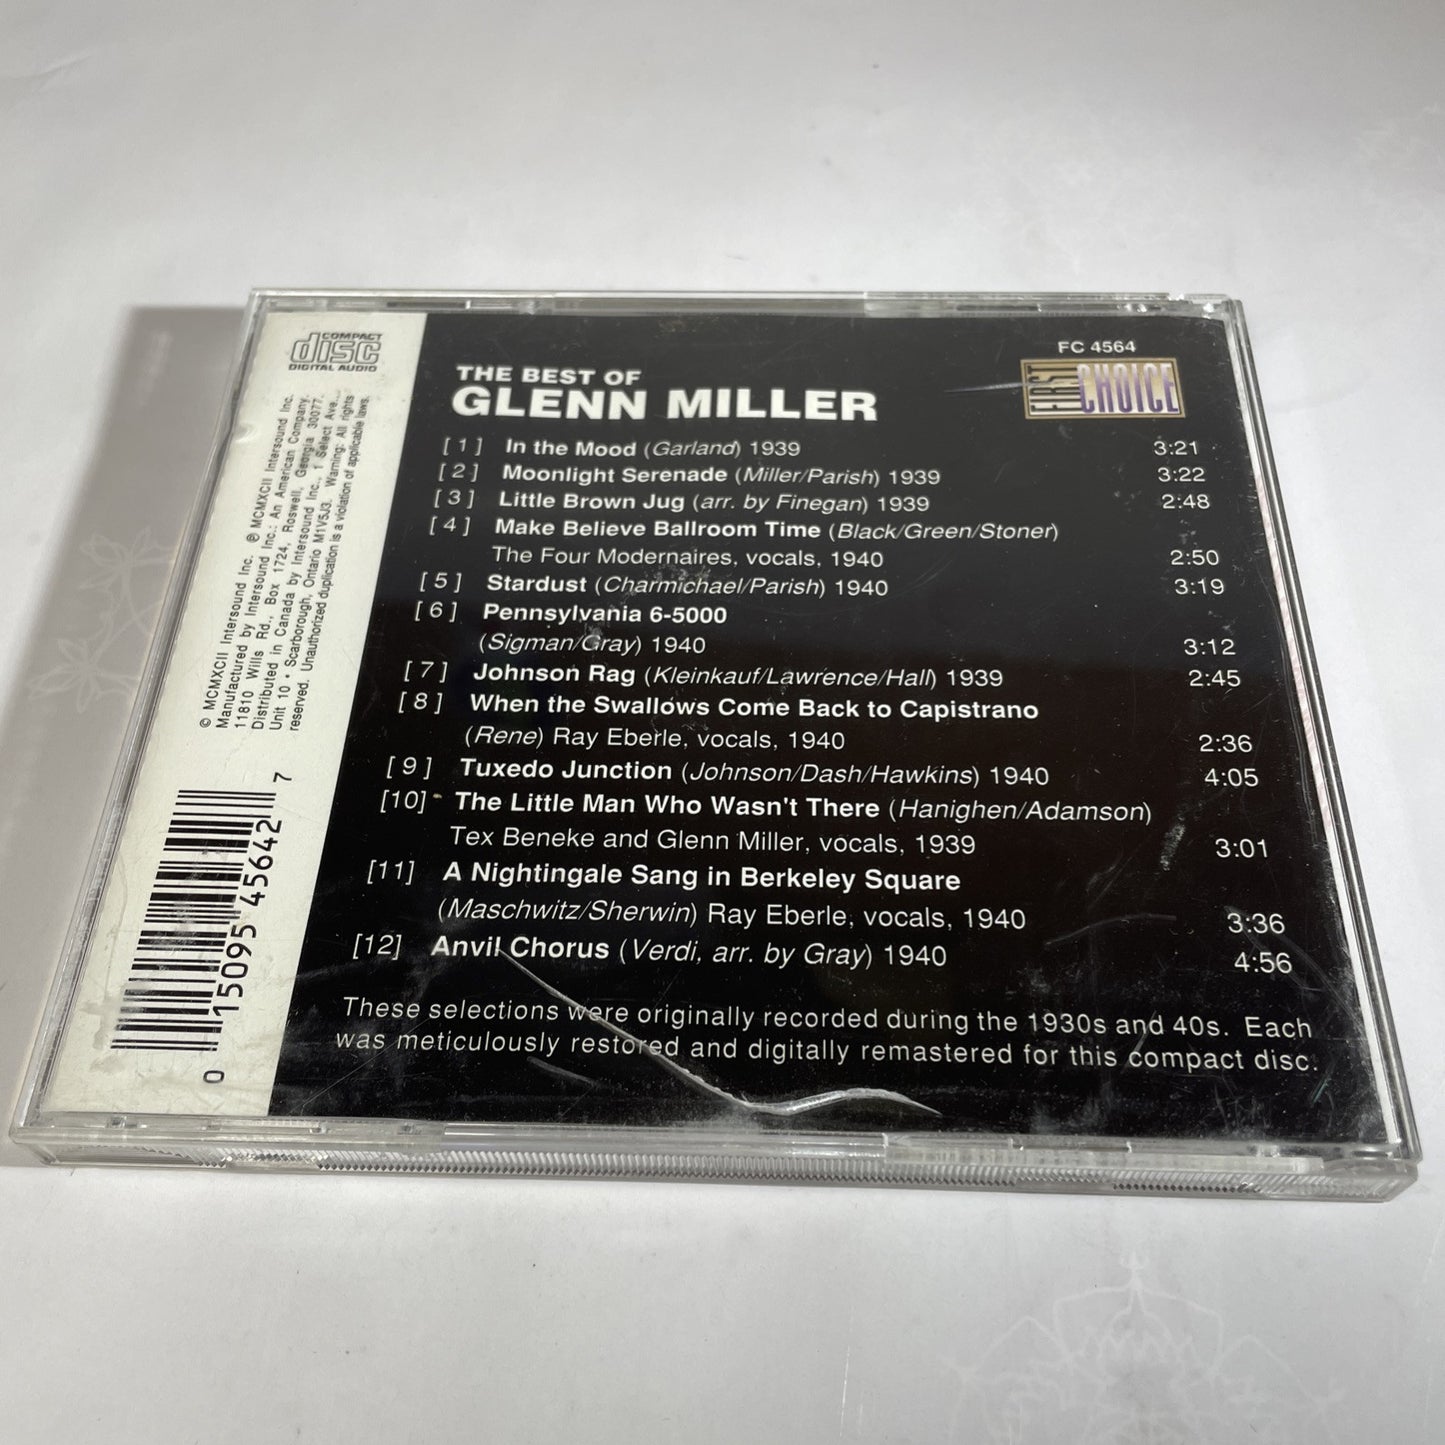 COMPACT
disc
DIGITAL AUDIO
© MCMXCII Intersound Inc. ℗ MCMXCII Intersound Inc.
Manufactured by Intersound Inc.: An American Company.
11810 Wills Rd., Box 1724, Roswell, Georgia 30077.
Distributed in Canada by Intersound Inc., 1 Select Ave.,
Unit 10 • Scarborough, Ontario M1V5J3. Warning: All rights
reserved. Unauthorized duplication is a violation of applicable laws.
0 15095 45642 7
FC 4564
FIRST CHOICE
THE BEST OF
GLENN MILLER
[ 1 ] In the Mood (Garland) 1939 3:21
[ 2 ] Moonlight Serenade (Miller/Parish) 1939 3:22
[ 3 ] Little Brown Jug (arr. by Finegan) 1939 2:48
[ 4 ] Make Believe Ballroom Time (Black/Green/Stoner)
The Four Modernaires, vocals, 1940 2:50
[ 5 ] Stardust (Charmichael/Parish) 1940 3:19
[ 6 ] Pennsylvania 6-5000
(Sigman/Gray) 1940 3:12
[ 7 ] Johnson Rag (Kleinkauf/Lawrence/Hall) 1939 2:45
[ 8 ] When the Swallows Come Back to Capistrano
(Rene) Ray Eberle, vocals, 1940 2:36
[ 9 ] Tuxedo Junction (Johnson/Dash/Hawkins) 1940 4:05
[10] The Little Man Who Wasn't There (Hanighen/Adamson)
Tex Beneke and Glenn Miller, vocals, 1939 3:01
[11] A Nightingale Sang in Berkeley Square
(Maschwitz/Sherwin) Ray Eberle, vocals, 1940 3:36
[12] Anvil Chorus (Verdi, arr. by Gray) 1940 4:56
These selections were originally recorded during the 1930s and 40s. Each
was meticulously restored and digitally remastered for this compact disc.